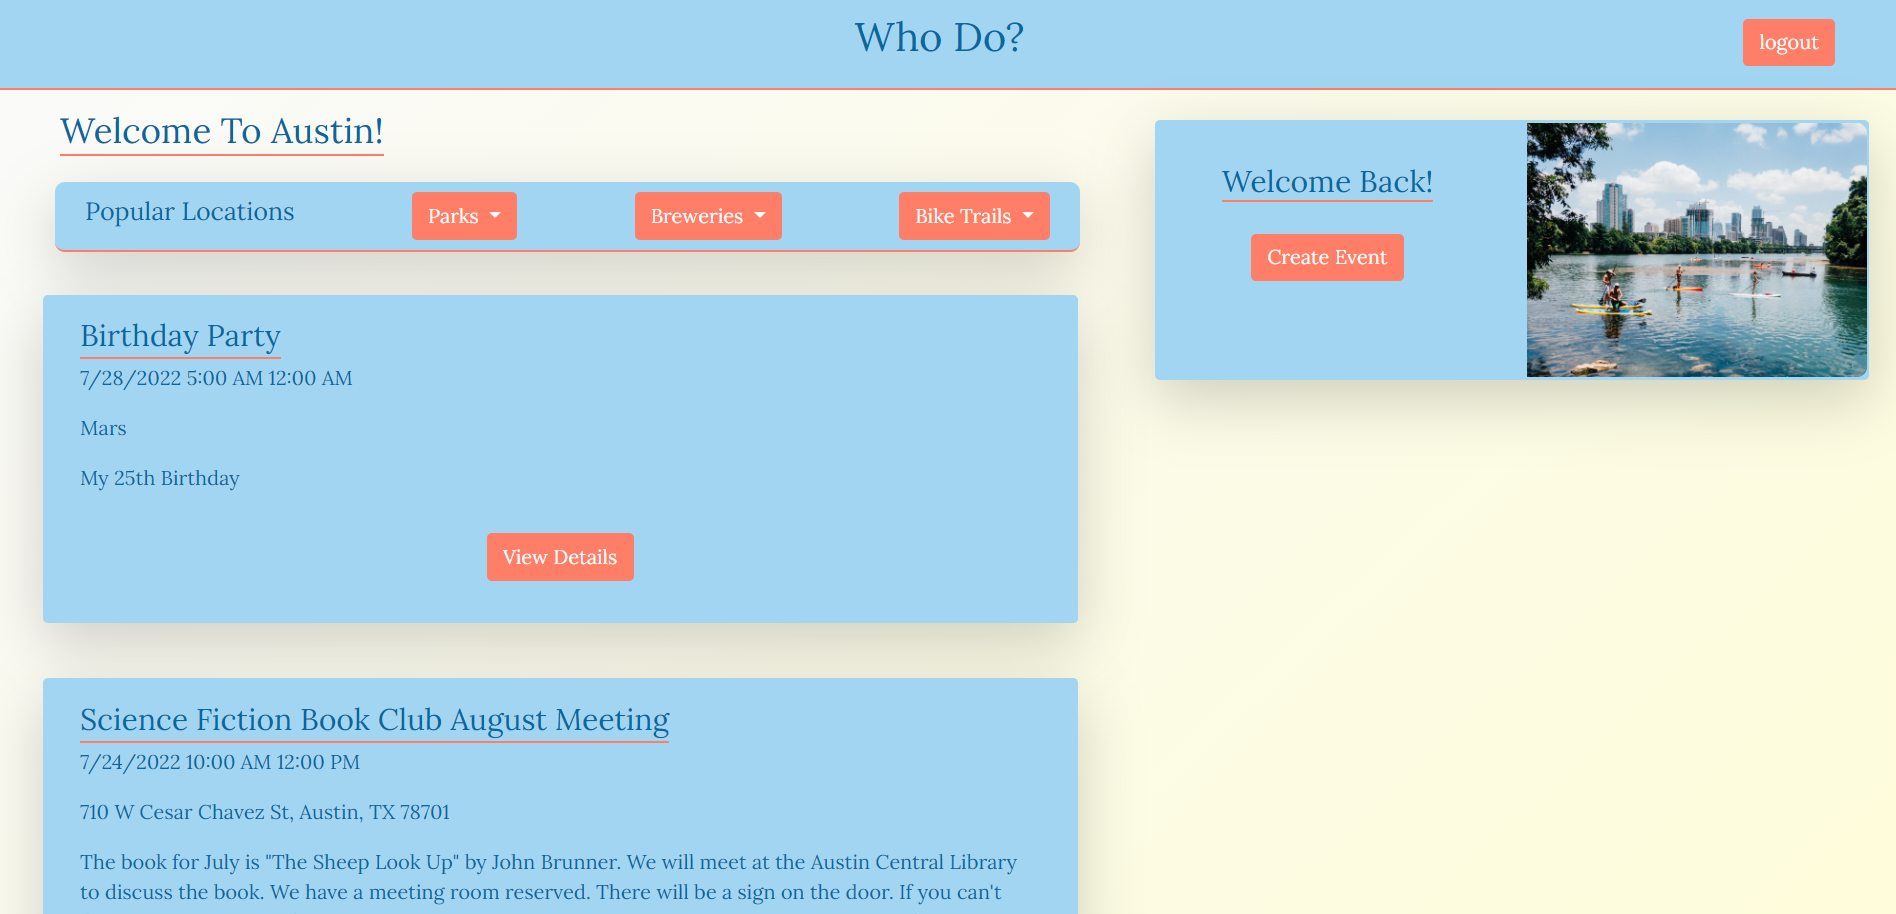 Who Do?
logout
Welcome To Austin!
Popular Locations
Parks
Breweries
Bike Trails
Welcome Back!
Create Event
Birthday Party
7/28/2022 5:00 AM 12:00 AM
Mars
My 25th Birthday
View Details
Science Fiction Book Club August Meeting
7/24/2022 10:00 AM 12:00 PM
710 W Cesar Chavez St, Austin, TX 78701
The book for July is "The Sheep Look Up" by John Brunner. We will meet at the Austin Central Library
to discuss the book. We have a meeting room reserved. There will be a sign on the door. If you can't